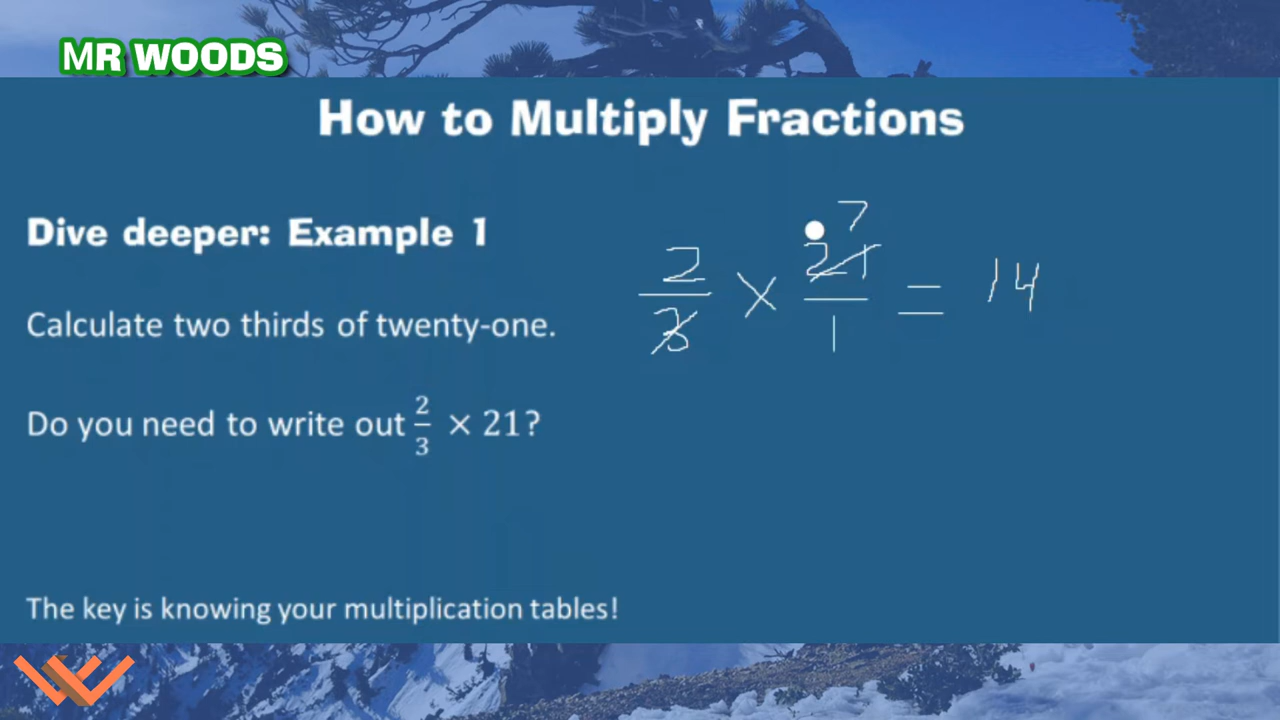 MR WOODS
How to Multiply Fractions
Dive deeper: Example 1
Calculate two thirds of twenty-one.
Do you need to write out 2/3 × 21?
7
2/3 × 21/1 = 14
The key is knowing your multiplication tables!